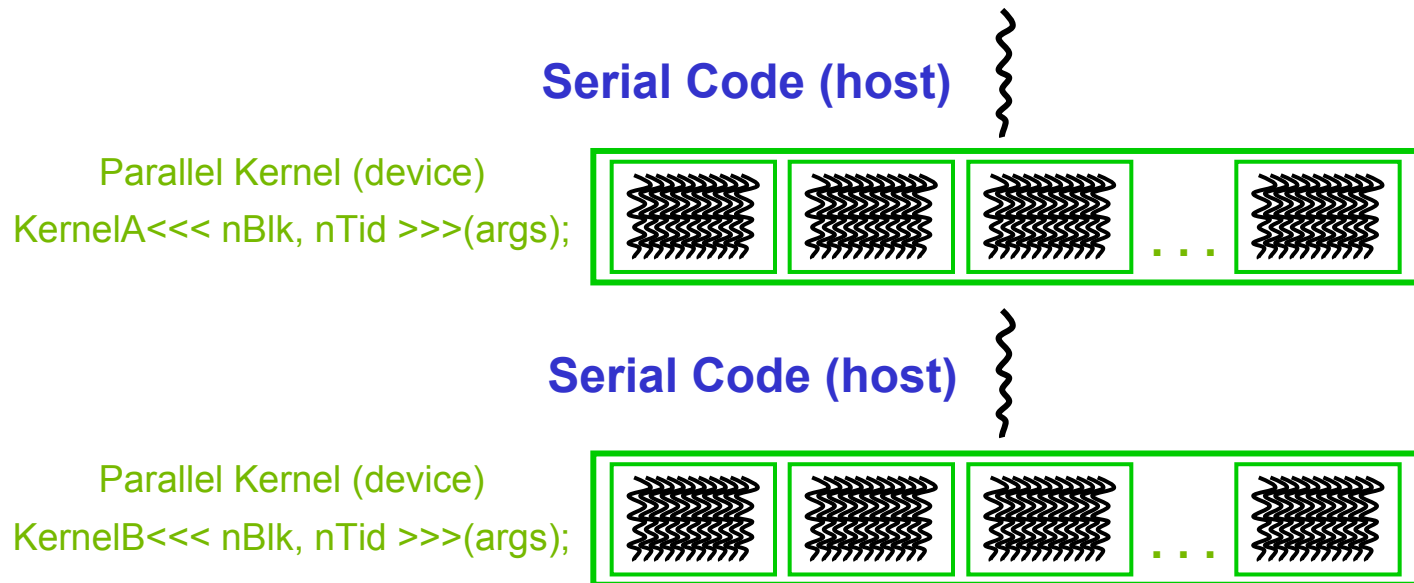 Serial Code (host)
Parallel Kernel (device)
KernelA<<< nBlk, nTid >>>(args);
. . .
Serial Code (host)
Parallel Kernel (device)
KernelB<<< nBlk, nTid >>>(args);
. . .